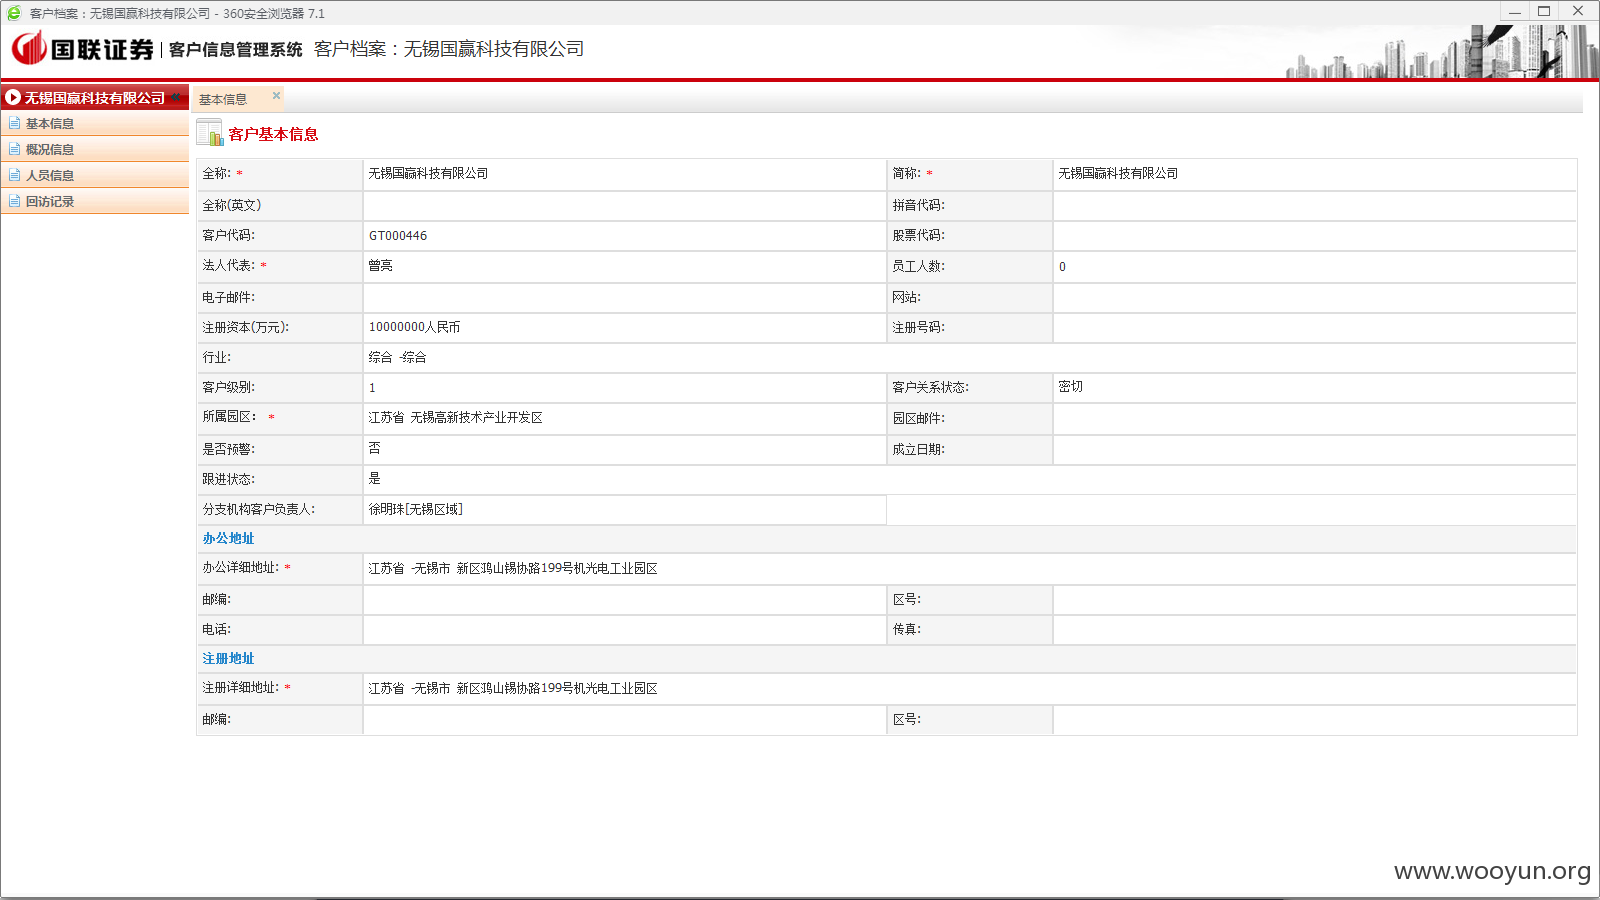 客户档案：无锡国赢科技有限公司 - 360安全浏览器 7.1
国联证券 | 客户信息管理系统 客户档案：无锡国赢科技有限公司
无锡国赢科技有限公司
基本信息
概况信息
人员信息
回访记录
基本信息
客户基本信息
全称: * 无锡国赢科技有限公司 简称: * 无锡国赢科技有限公司
全称(英文) 拼音代码:
客户代码: GT000446 股票代码:
法人代表: * 曾亮 员工人数: 0
电子邮件: 网站:
注册资本(万元): 10000000人民币 注册号码:
行业: 综合 -综合
客户级别: 1 客户关系状态: 密切
所属园区: * 江苏省 无锡高新技术产业开发区 园区邮件:
是否预警: 否 成立日期:
跟进状态: 是
分支机构客户负责人: 徐明珠[无锡区域]
办公地址
办公详细地址: * 江苏省 -无锡市 新区鸿山锡协路199号机光电工业园区
邮编: 区号:
电话: 传真:
注册地址
注册详细地址: * 江苏省 -无锡市 新区鸿山锡协路199号机光电工业园区
邮编: 区号:
www.wooyun.org